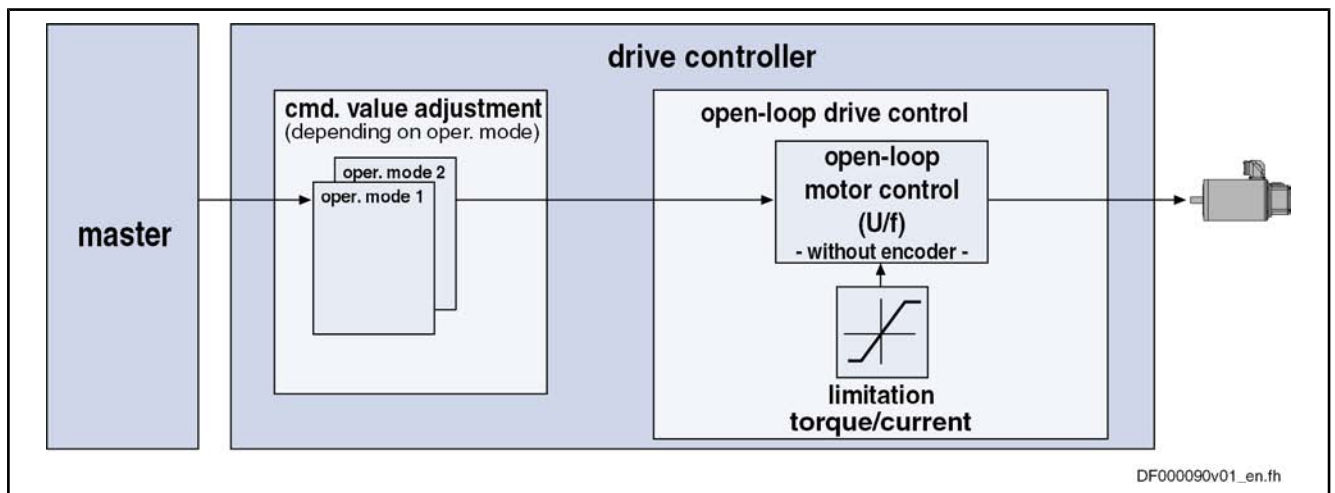 master
drive controller
cmd. value adjustment
(depending on oper. mode)
oper. mode 2
oper. mode 1
open-loop drive control
open-loop
motor control
(U/f)
- without encoder -
limitation
torque/current
DF000090v01_en.fh